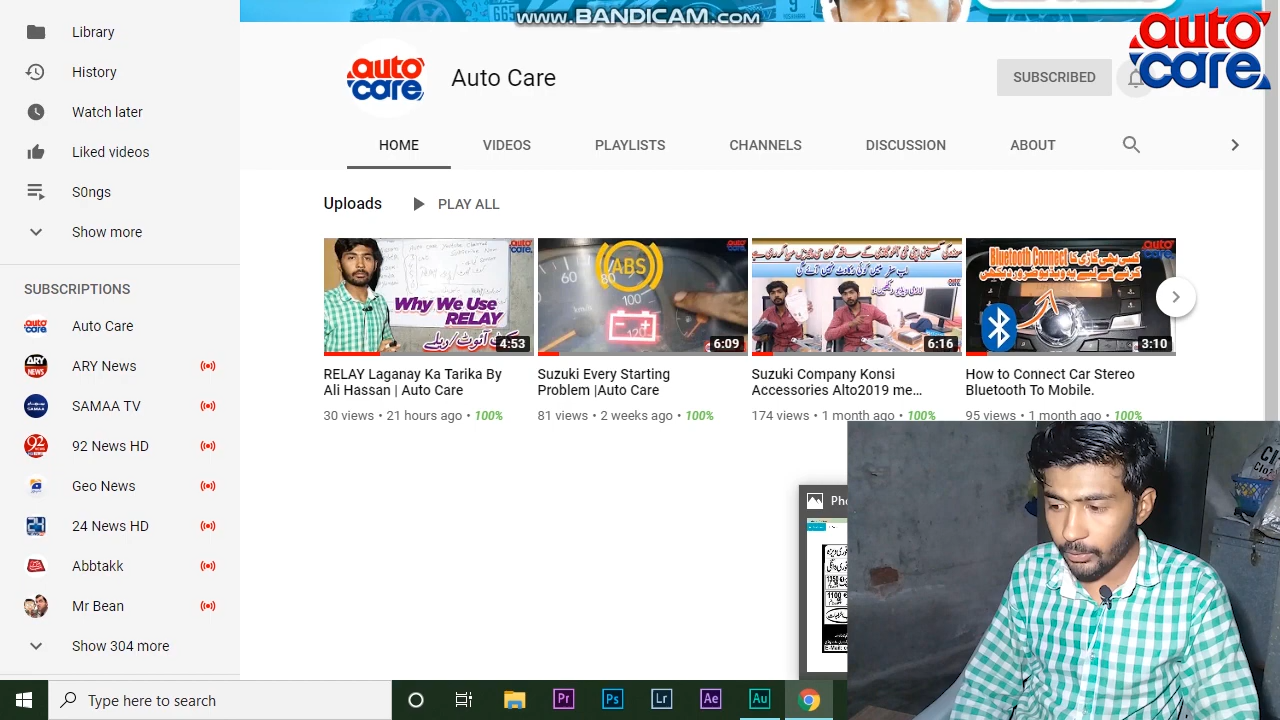 WWW.BANDICAM.COM
auto
care
Library
History
Watch later
Liked videos
S0ngs
Show more
SUBSCRIPTIONS
Auto Care
ARY News
SAMAA TV
92 News HD
Geo News
24 News HD
Abbtakk
Mr Bean
auto
care
Auto Care
SUBSCRIBED
HOME
VIDEOS
PLAYLISTS
CHANNELS
DISCUSSION
ABOUT
Uploads
PLAY ALL
Why We Use
RELAY
4:53
RELAY Laganay Ka Tarika By
Ali Hassan | Auto Care
30 views • 21 hours ago • 100%
ABS
60
80
100
120
6:09
Suzuki Every Starting
Problem |Auto Care
81 views • 2 weeks ago • 100%
6:16
Suzuki Company Konsi
Accessories Alto2019 me...
174 views • 1 month ago • 100%
Bluetooth Connect
3:10
How to Connect Car Stereo
Bluetooth To Mobile.
95 views • 1 month ago • 100%
Type here to search
Pr
Ps
Lr
Ae
Au